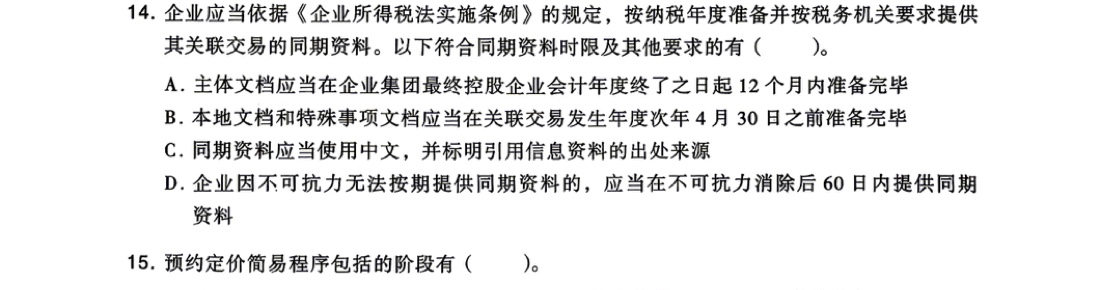 14. 企业应当依据《企业所得税法实施条例》的规定，按纳税年度准备并按税务机关要求提供
其关联交易的同期资料。以下符合同期资料时限及其他要求的有（　　）。
A. 主体文档应当在企业集团最终控股企业会计年度终了之日起 12 个月内准备完毕
B. 本地文档和特殊事项文档应当在关联交易发生年度次年 4 月 30 日之前准备完毕
C. 同期资料应当使用中文，并标明引用信息资料的出处来源
D. 企业因不可抗力无法按期提供同期资料的，应当在不可抗力消除后 60 日内提供同期
资料
15. 预约定价简易程序包括的阶段有（　　）。